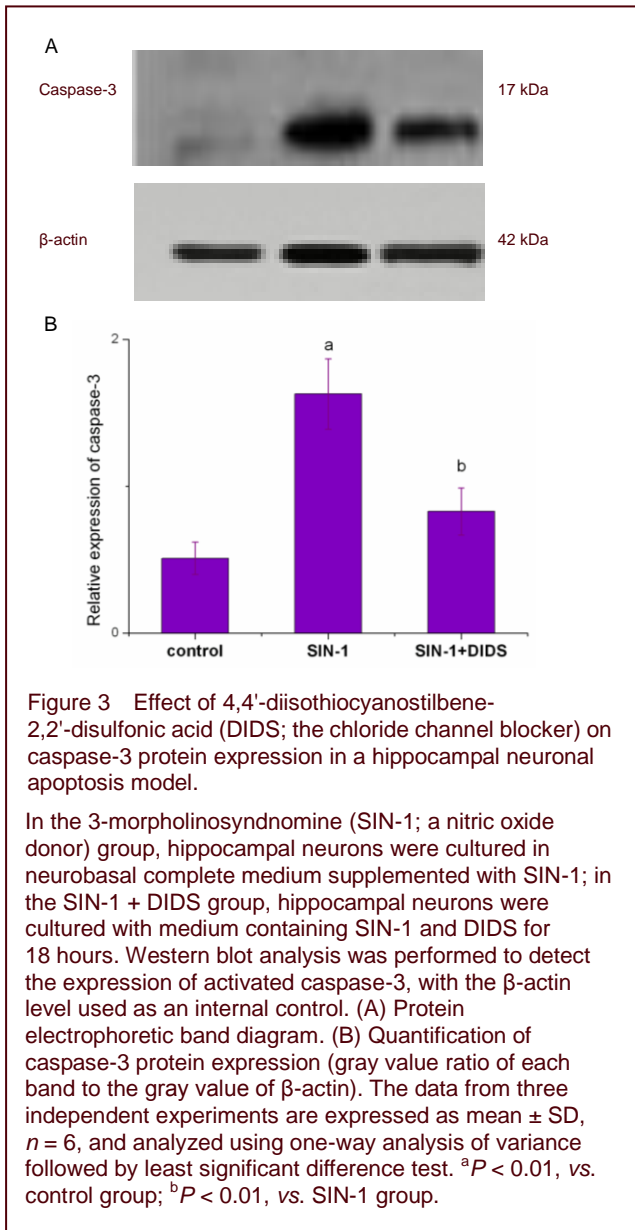 A
Caspase-3
17 kDa
β-actin
42 kDa
B
2
Relative expression of caspase-3
a
b
0
control
SIN-1
SIN-1+DIDS
Figure 3 Effect of 4,4'-diisothiocyanostilbene-
2,2'-disulfonic acid (DIDS; the chloride channel blocker) on
caspase-3 protein expression in a hippocampal neuronal
apoptosis model.
In the 3-morpholinosyndnomine (SIN-1; a nitric oxide
donor) group, hippocampal neurons were cultured in
neurobasal complete medium supplemented with SIN-1; in
the SIN-1 + DIDS group, hippocampal neurons were
cultured with medium containing SIN-1 and DIDS for
18 hours. Western blot analysis was performed to detect
the expression of activated caspase-3, with the β-actin
level used as an internal control. (A) Protein
electrophoretic band diagram. (B) Quantification of
caspase-3 protein expression (gray value ratio of each
band to the gray value of β-actin). The data from three
independent experiments are expressed as mean ± SD,
n = 6, and analyzed using one-way analysis of variance
followed by least significant difference test. aP < 0.01, vs.
control group; bP < 0.01, vs. SIN-1 group.